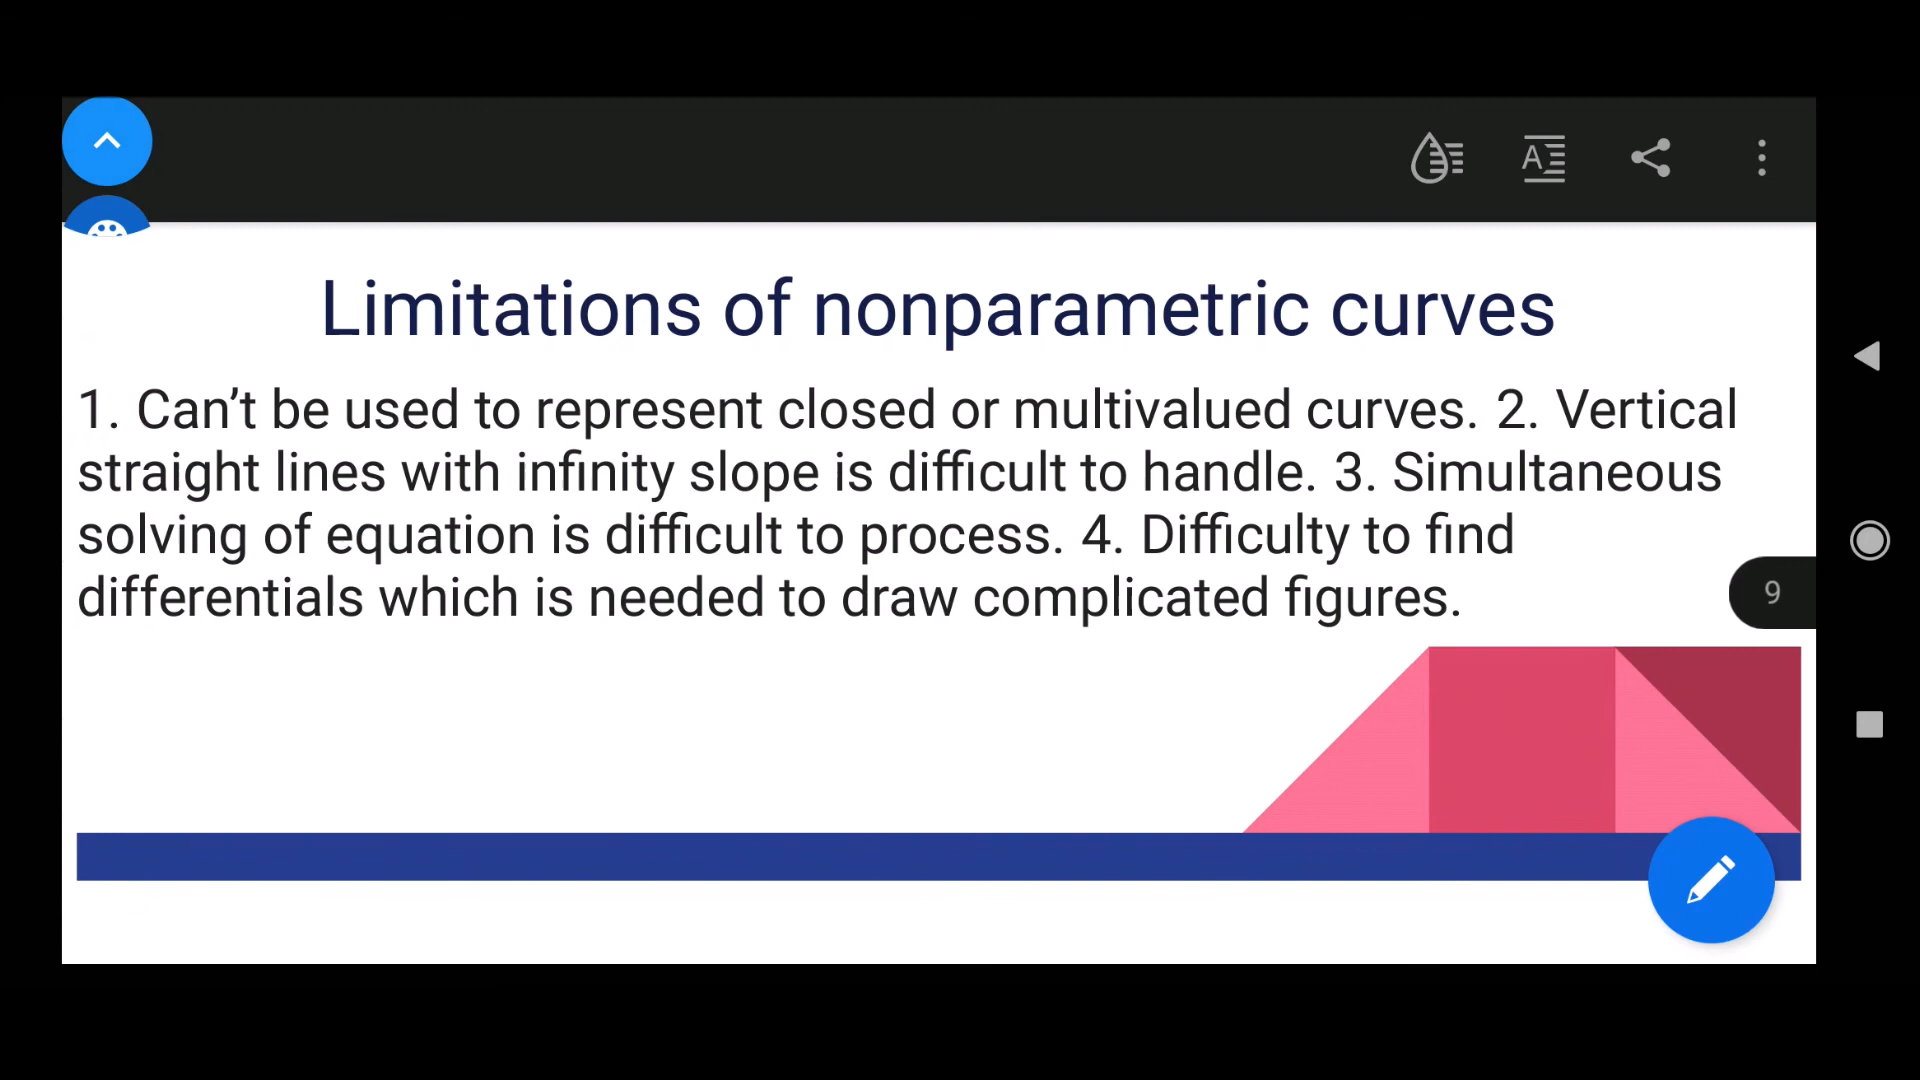 Limitations of nonparametric curves
1. Can’t be used to represent closed or multivalued curves. 2. Vertical
straight lines with infinity slope is difficult to handle. 3. Simultaneous
solving of equation is difficult to process. 4. Difficulty to find
differentials which is needed to draw complicated figures.
9